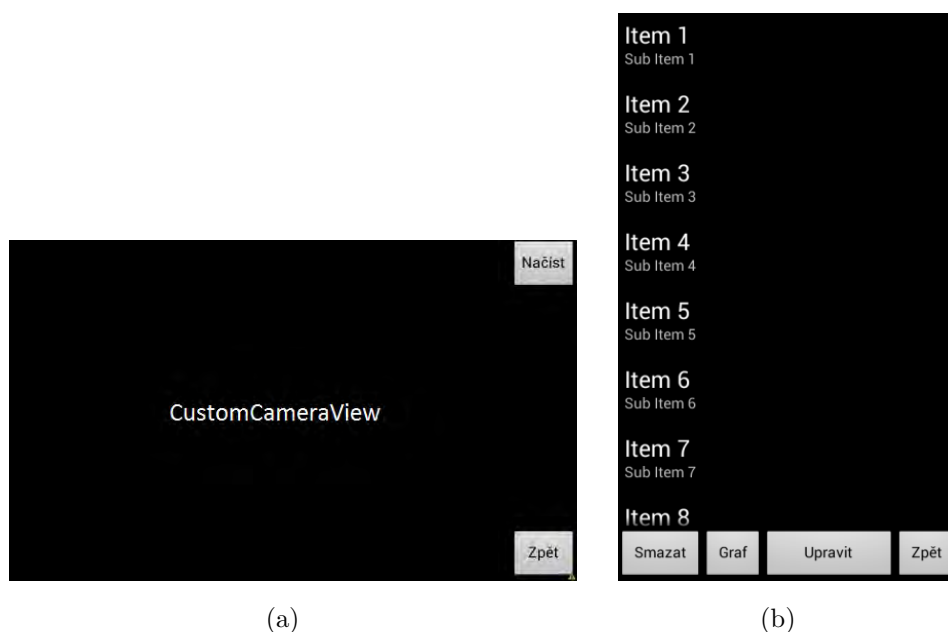 CustomCameraView
Načíst
Zpět
(a)
Item 1
Sub Item 1
Item 2
Sub Item 2
Item 3
Sub Item 3
Item 4
Sub Item 4
Item 5
Sub Item 5
Item 6
Sub Item 6
Item 7
Sub Item 7
Item 8
Smazat Graf Upravit Zpět
(b)